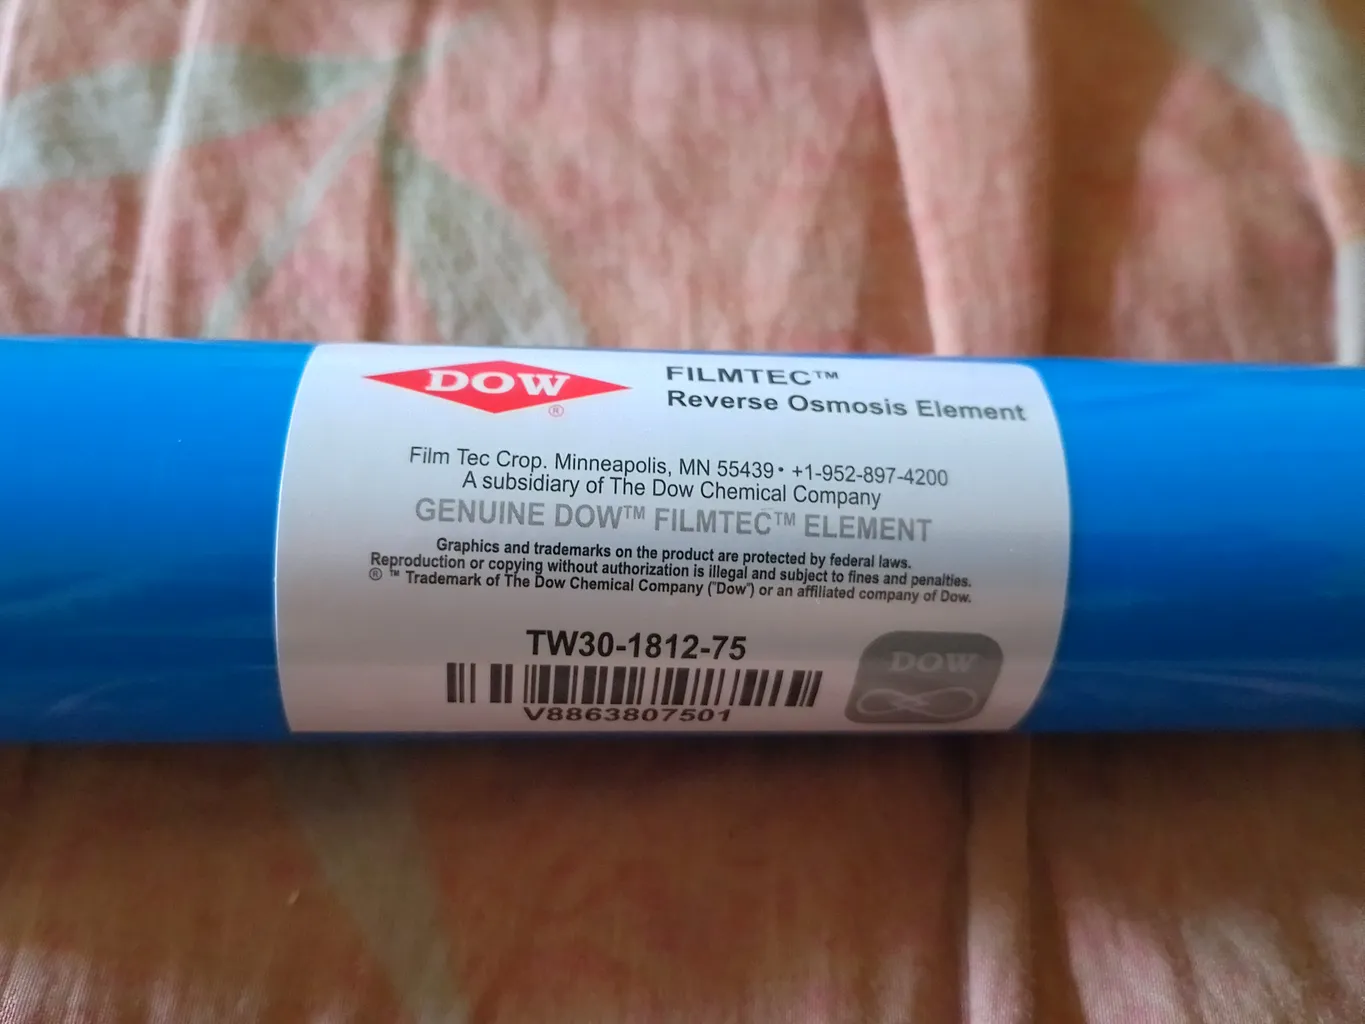 DOW
®
FILMTEC™
Reverse Osmosis Element
Film Tec Crop. Minneapolis, MN 55439 • +1-952-897-4200
A subsidiary of The Dow Chemical Company
GENUINE DOW™ FILMTEC™ ELEMENT
Graphics and trademarks on the product are protected by federal laws.
Reproduction or copying without authorization is illegal and subject to fines and penalties.
® ™ Trademark of The Dow Chemical Company ("Dow") or an affiliated company of Dow.
TW30-1812-75
V8863807501
DOW